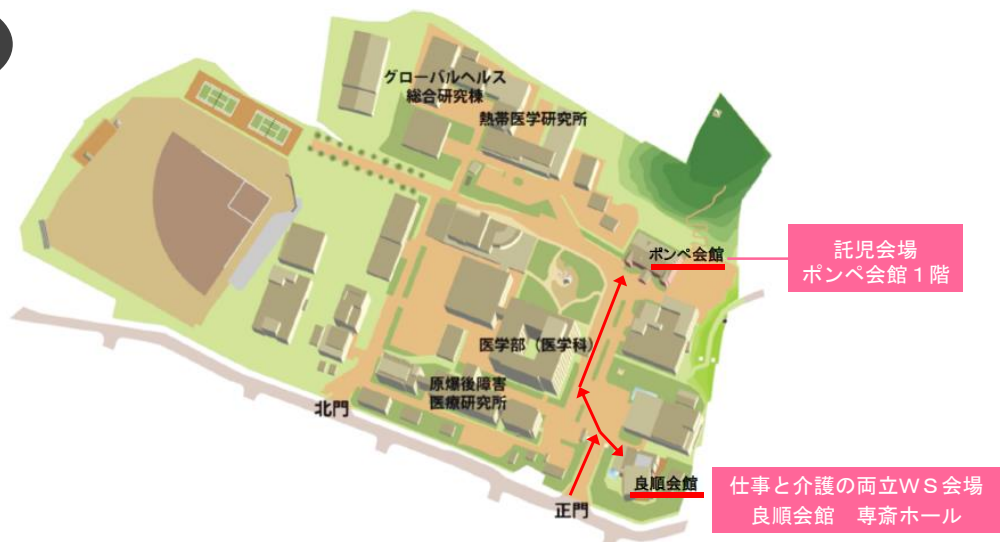 グローバルヘルス
総合研究棟
熱帯医学研究所
ポンペ会館
託児会場
ポンペ会館１階
医学部（医学科）
原爆後障害
医療研究所
北門
良順会館
仕事と介護の両立ＷＳ会場
良順会館　専斎ホール
正門